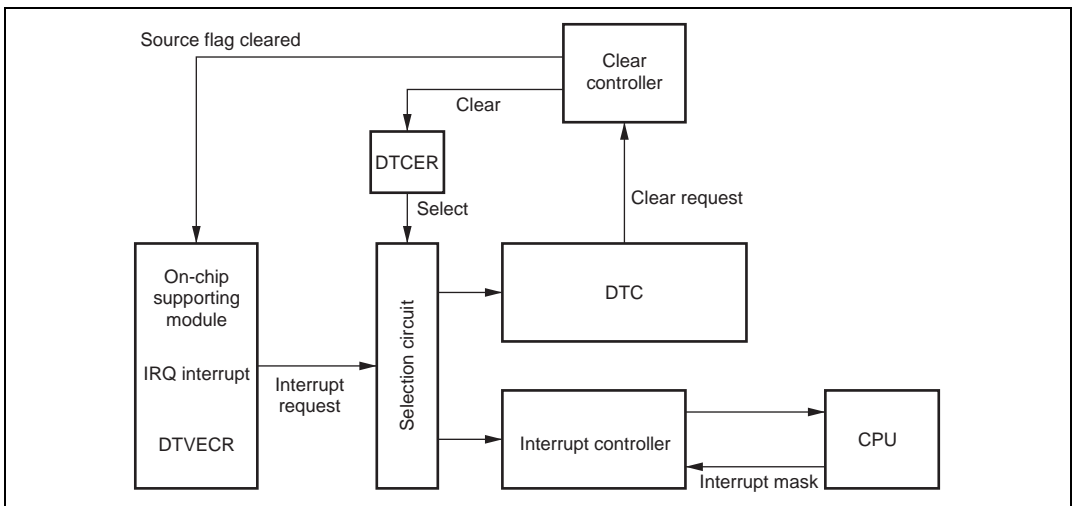 Source flag cleared
Clear
controller
Clear
DTCER
Clear request
Select
On-chip
supporting
module
DTC
Selection circuit
IRQ interrupt
Interrupt
request
DTVECR
Interrupt controller
CPU
Interrupt mask